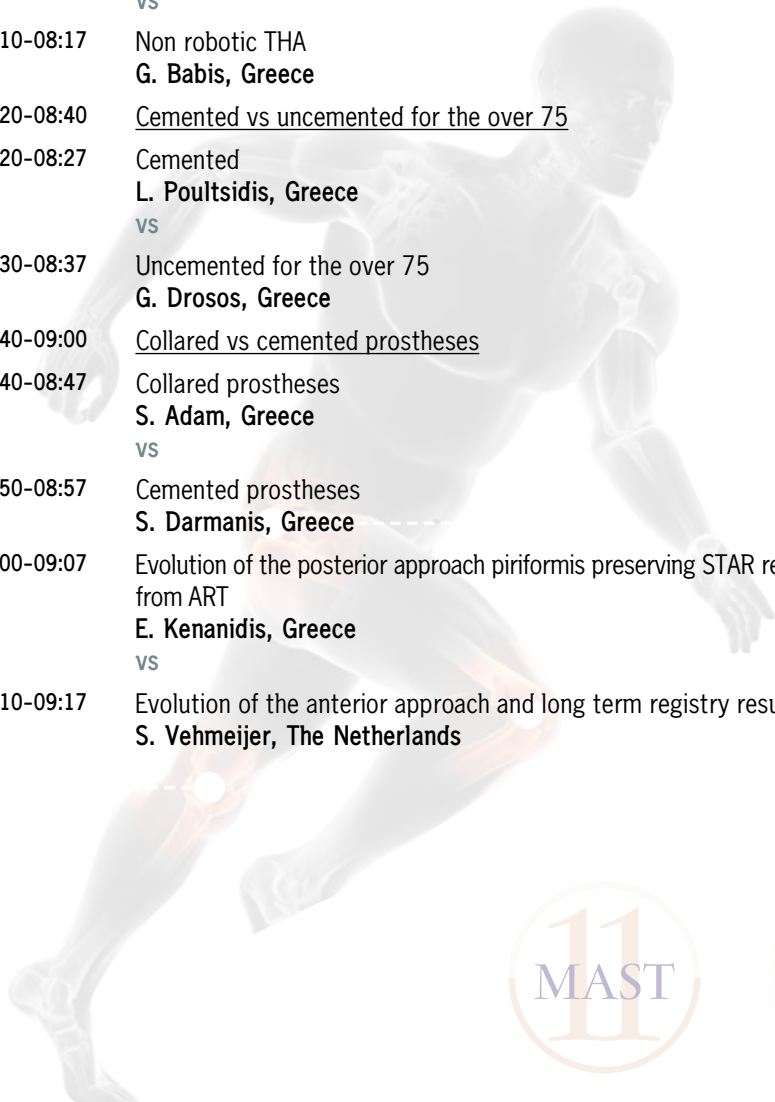 vs
10-08:17 Non robotic THA
G. Babis, Greece
20-08:40 Cemented vs uncemented for the over 75
20-08:27 Cemented
L. Poultsidis, Greece
vs
30-08:37 Uncemented for the over 75
G. Drosos, Greece
40-09:00 Collared vs cemented prostheses
40-08:47 Collared prostheses
S. Adam, Greece
vs
50-08:57 Cemented prostheses
S. Darmanis, Greece
00-09:07 Evolution of the posterior approach piriformis preserving STAR re
from ART
E. Kenanidis, Greece
vs
10-09:17 Evolution of the anterior approach and long term registry resu
S. Vehmeijer, The Netherlands
11
MAST